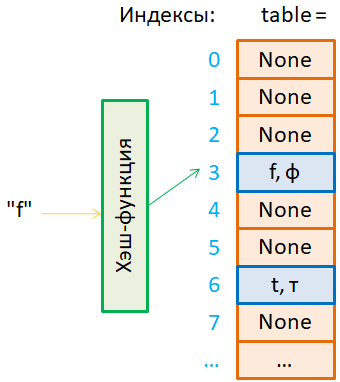 Индексы: table =
0 None
1 None
2 None
3 f, ф
4 None
5 None
6 t, т
7 None
... ...
"f"
Хэш-функция